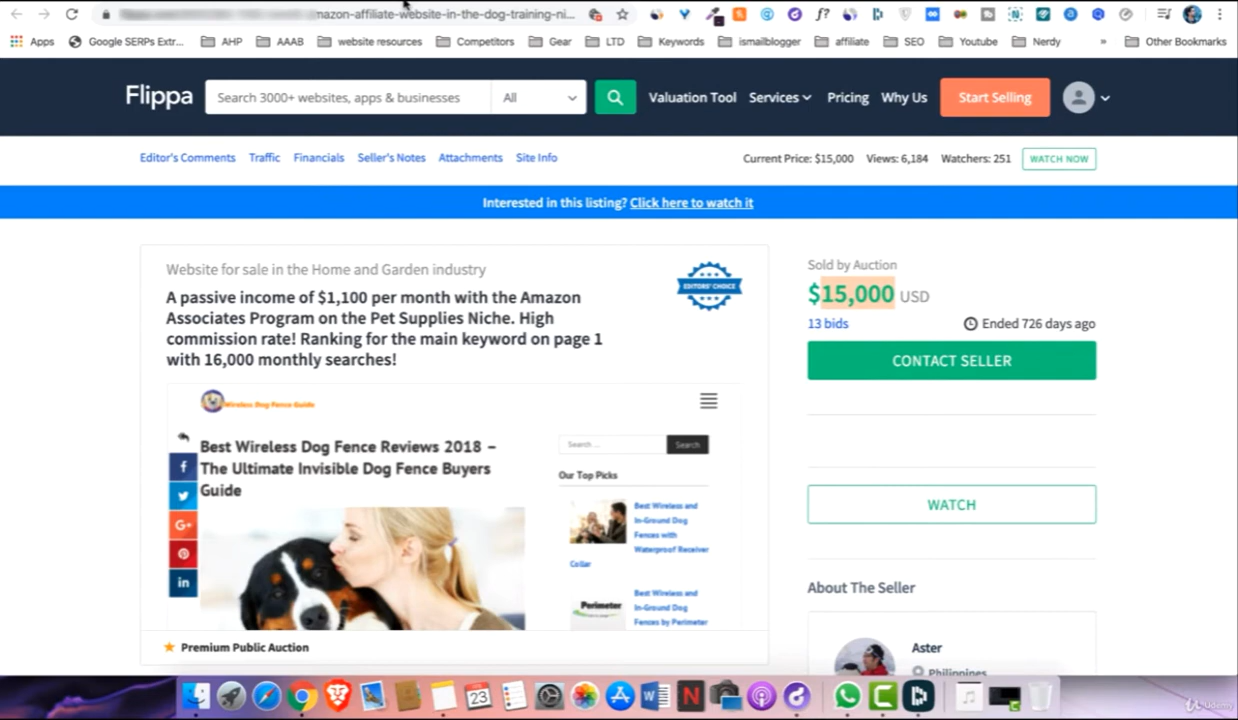 mazon-affiliate-website-in-the-dog-training-ni...
Apps Google SERPs Extr... AHP AAAB website resources Competitors Gear LTD Keywords ismailblogger affiliate SEO Youtube Nerdy » Other Bookmarks
Flippa Search 3000+ websites, apps & businesses All Valuation Tool Services Pricing Why Us Start Selling
Editor's Comments Traffic Financials Seller's Notes Attachments Site Info Current Price: $15,000 Views: 6,184 Watchers: 251 WATCH NOW
Interested in this listing? Click here to watch it
Website for sale in the Home and Garden industry
A passive income of $1,100 per month with the Amazon
Associates Program on the Pet Supplies Niche. High
commission rate! Ranking for the main keyword on page 1
with 16,000 monthly searches!
EDITORS' CHOICE
Wireless Dog Fence Guide
Best Wireless Dog Fence Reviews 2018 –
The Ultimate Invisible Dog Fence Buyers
Guide
Search ... Search
Our Top Picks
Best Wireless and
In-Ground Dog
Fences with
Waterproof Receiver
Collar
Perimeter
Best Wireless and
In-Ground Dog
Fences by Perimeter
Premium Public Auction
Sold by Auction
$15,000 USD
13 bids Ended 726 days ago
CONTACT SELLER
WATCH
About The Seller
Aster
Philippines
23
Udemy